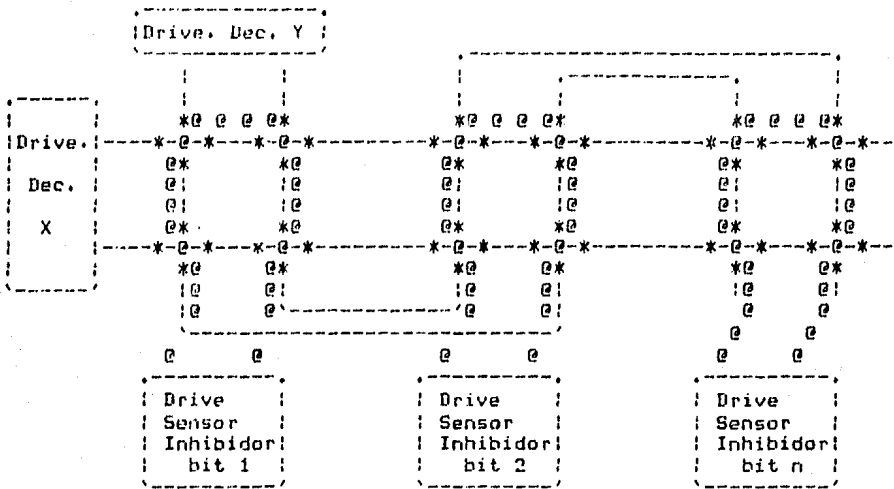 Drive. Dec. Y
Drive.
Dec.
X
Drive
Sensor
Inhibidor
bit 1
Drive
Sensor
Inhibidor
bit 2
Drive
Sensor
Inhibidor
bit n